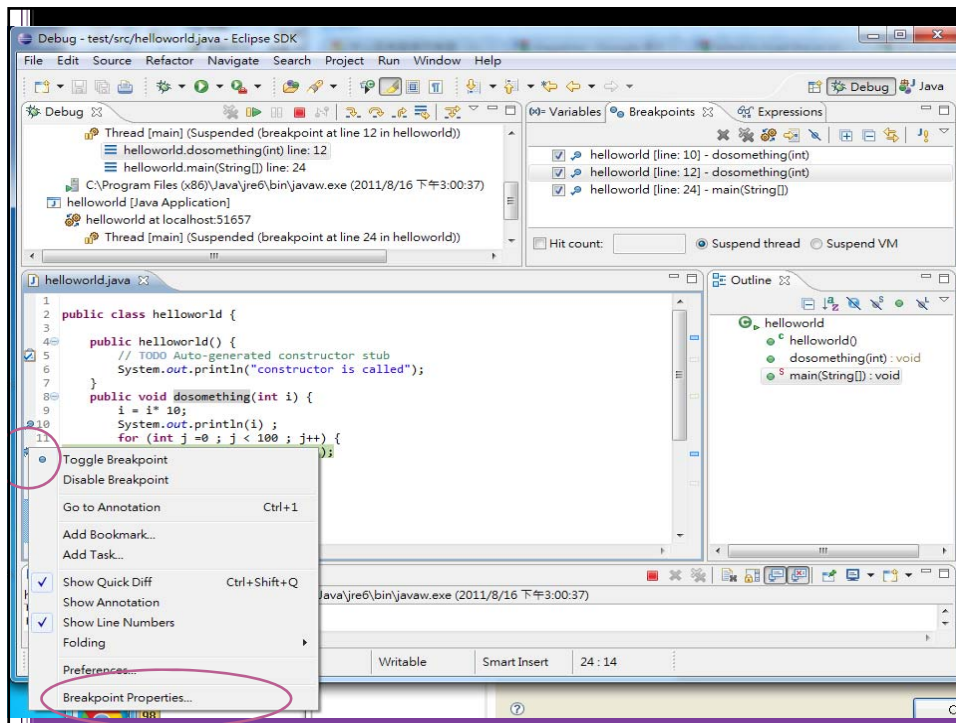 Debug - test/src/helloworld.java - Eclipse SDK
File Edit Source Refactor Navigate Search Project Run Window Help
Debug Java
Debug
Thread [main] (Suspended (breakpoint at line 12 in helloworld))
helloworld.dosomething(int) line: 12
helloworld.main(String[]) line: 24
C:\Program Files (x86)\Java\jre6\bin\javaw.exe (2011/8/16 下午3:00:37)
helloworld [Java Application]
helloworld at localhost:51657
Thread [main] (Suspended (breakpoint at line 24 in helloworld))
(x)= Variables Breakpoints Expressions
helloworld [line: 10] - dosomething(int)
helloworld [line: 12] - dosomething(int)
helloworld [line: 24] - main(String[])
Hit count: Suspend thread Suspend VM
helloworld.java
1
2 public class helloworld {
3
4 public helloworld() {
5 // TODO Auto-generated constructor stub
6 System.out.println("constructor is called");
7 }
8 public void dosomething(int i) {
9 i = i* 10;
10 System.out.println(i) ;
11 for (int j =0 ; j < 100 ; j++) {
);
Outline
helloworld
helloworld()
dosomething(int) : void
main(String[]) : void
Toggle Breakpoint
Disable Breakpoint
Go to Annotation Ctrl+1
Add Bookmark...
Add Task...
Show Quick Diff Ctrl+Shift+Q
Show Annotation
Show Line Numbers
Folding
Preferences...
Breakpoint Properties...
Java\jre6\bin\javaw.exe (2011/8/16 下午3:00:37)
Writable Smart Insert 24 : 14
98